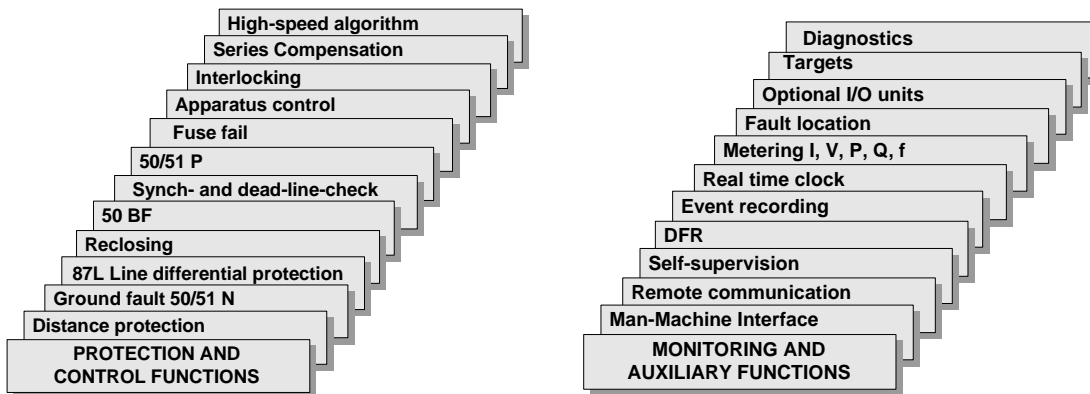 High-speed algorithm
Series Compensation
Interlocking
Apparatus control
Fuse fail
50/51 P
Synch- and dead-line-check
50 BF
Reclosing
87L Line differential protection
Ground fault 50/51 N
Distance protection
PROTECTION AND
CONTROL FUNCTIONS
Diagnostics
Targets
Optional I/O units
Fault location
Metering I, V, P, Q, f
Real time clock
Event recording
DFR
Self-supervision
Remote communication
Man-Machine Interface
MONITORING AND
AUXILIARY FUNCTIONS